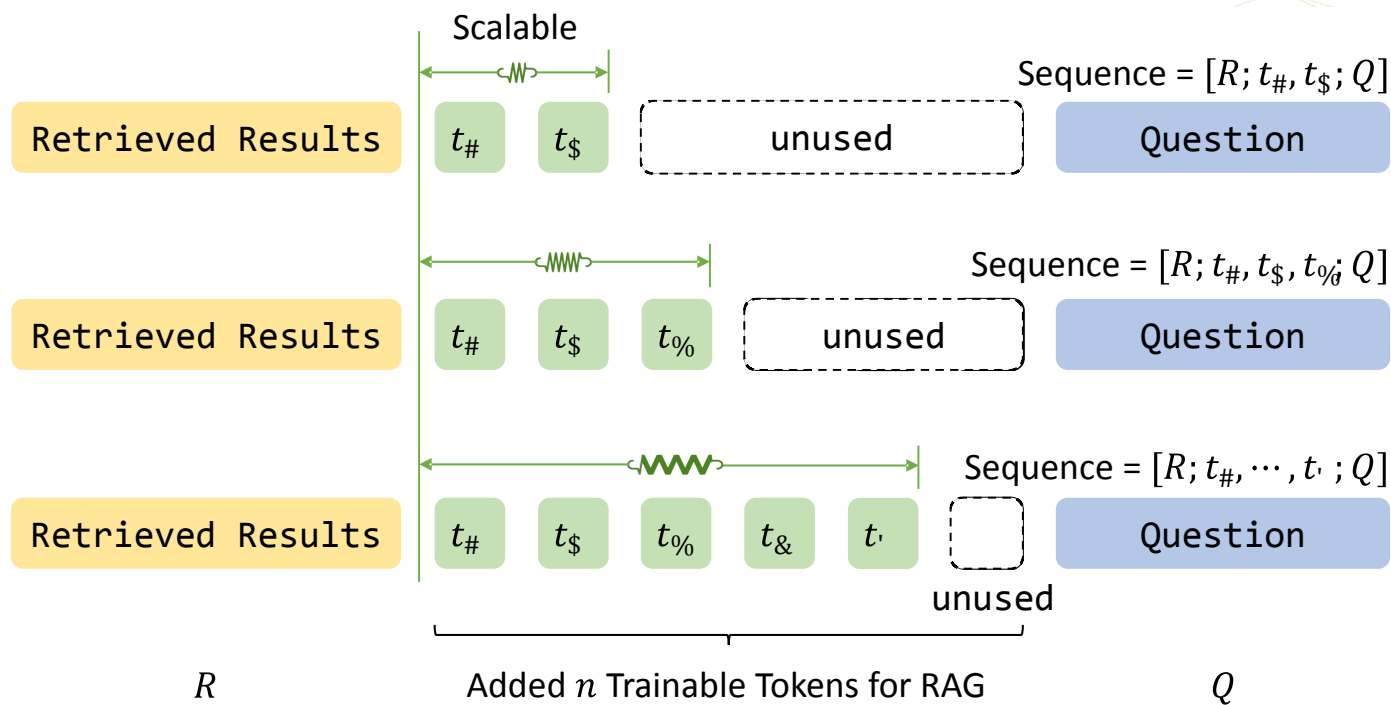 Scalable
Sequence = [R; t#, t$; Q]
Retrieved Results t# t$ unused Question
Sequence = [R; t#, t$, t%; Q]
Retrieved Results t# t$ t% unused Question
Sequence = [R; t#, ⋯, t'; Q]
Retrieved Results t# t$ t% t& t' Question
unused
R Added n Trainable Tokens for RAG Q